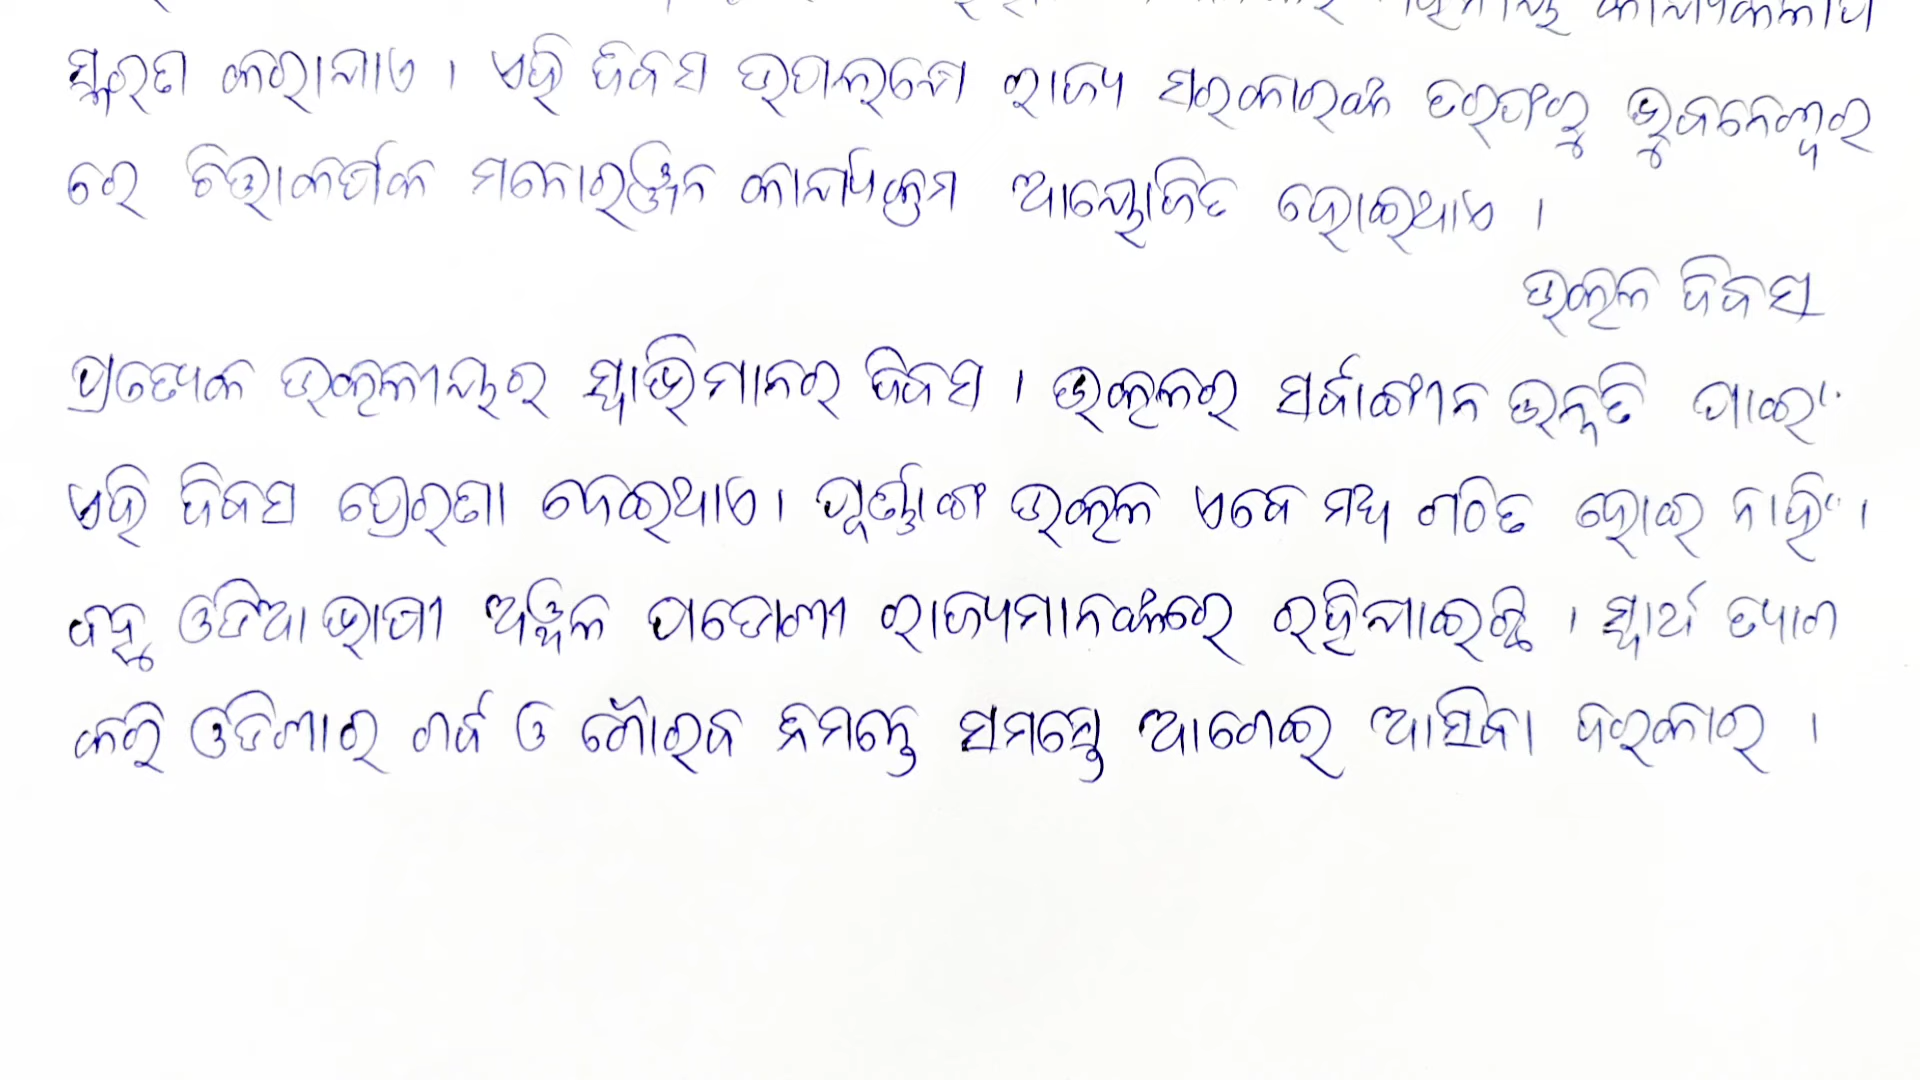 କାର୍ଯ୍ୟକଳାପ
ସ୍ମରଣ କରାଯାଏ । ଏହି ଦିବସ ଉପଲକ୍ଷେ ରାଜ୍ୟ ସରକାରଙ୍କ ତରଫରୁ ଭୁବନେଶ୍ୱର
ରେ ଚିତ୍ତାକର୍ଷକ ମନୋରଞ୍ଜନ କାର୍ଯ୍ୟକ୍ରମ ଆୟୋଜିତ ହୋଇଥାଏ ।
ଉତ୍କଳ ଦିବସ
ପ୍ରତ୍ୟେକ ଉତ୍କଳୀୟର ସ୍ୱାଭିମାନର ଦିବସ । ଉତ୍କଳର ସର୍ବାଙ୍ଗୀନ ଉନ୍ନତି ପାଇଁ
ଏହି ଦିବସ ପ୍ରେରଣା ଦେଇଥାଏ । ପୂର୍ଣ୍ଣାଙ୍ଗ ଉତ୍କଳ ଏବେ ମଧ୍ୟ ଗଠିତ ହୋଇ ନାହିଁ ।
ବହୁ ଓଡିଆ ଭାଷୀ ଅଞ୍ଚଳ ପଡୋଶୀ ରାଜ୍ୟମାନଙ୍କରେ ରହିଯାଇଛି । ସ୍ୱାର୍ଥ ତ୍ୟାଗ
କରି ଓଡିଶାର ଗର୍ବ ଓ ଗୌରବ ନିମନ୍ତେ ସମସ୍ତେ ଆଗେଇ ଆସିବା ଦରକାର ।